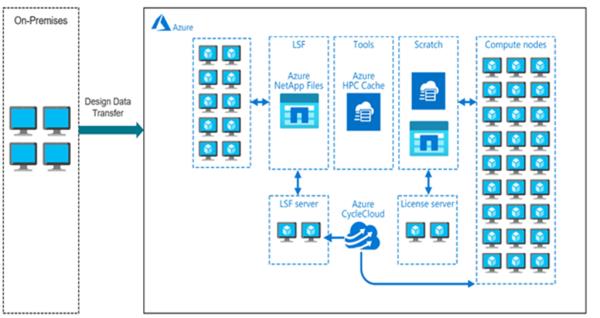 On-Premises
Design Data
Transfer
Azure
LSF
Azure
NetApp Files
Tools
Azure
HPC Cache
Scratch
Compute nodes
LSF server
Azure
CycleCloud
License server